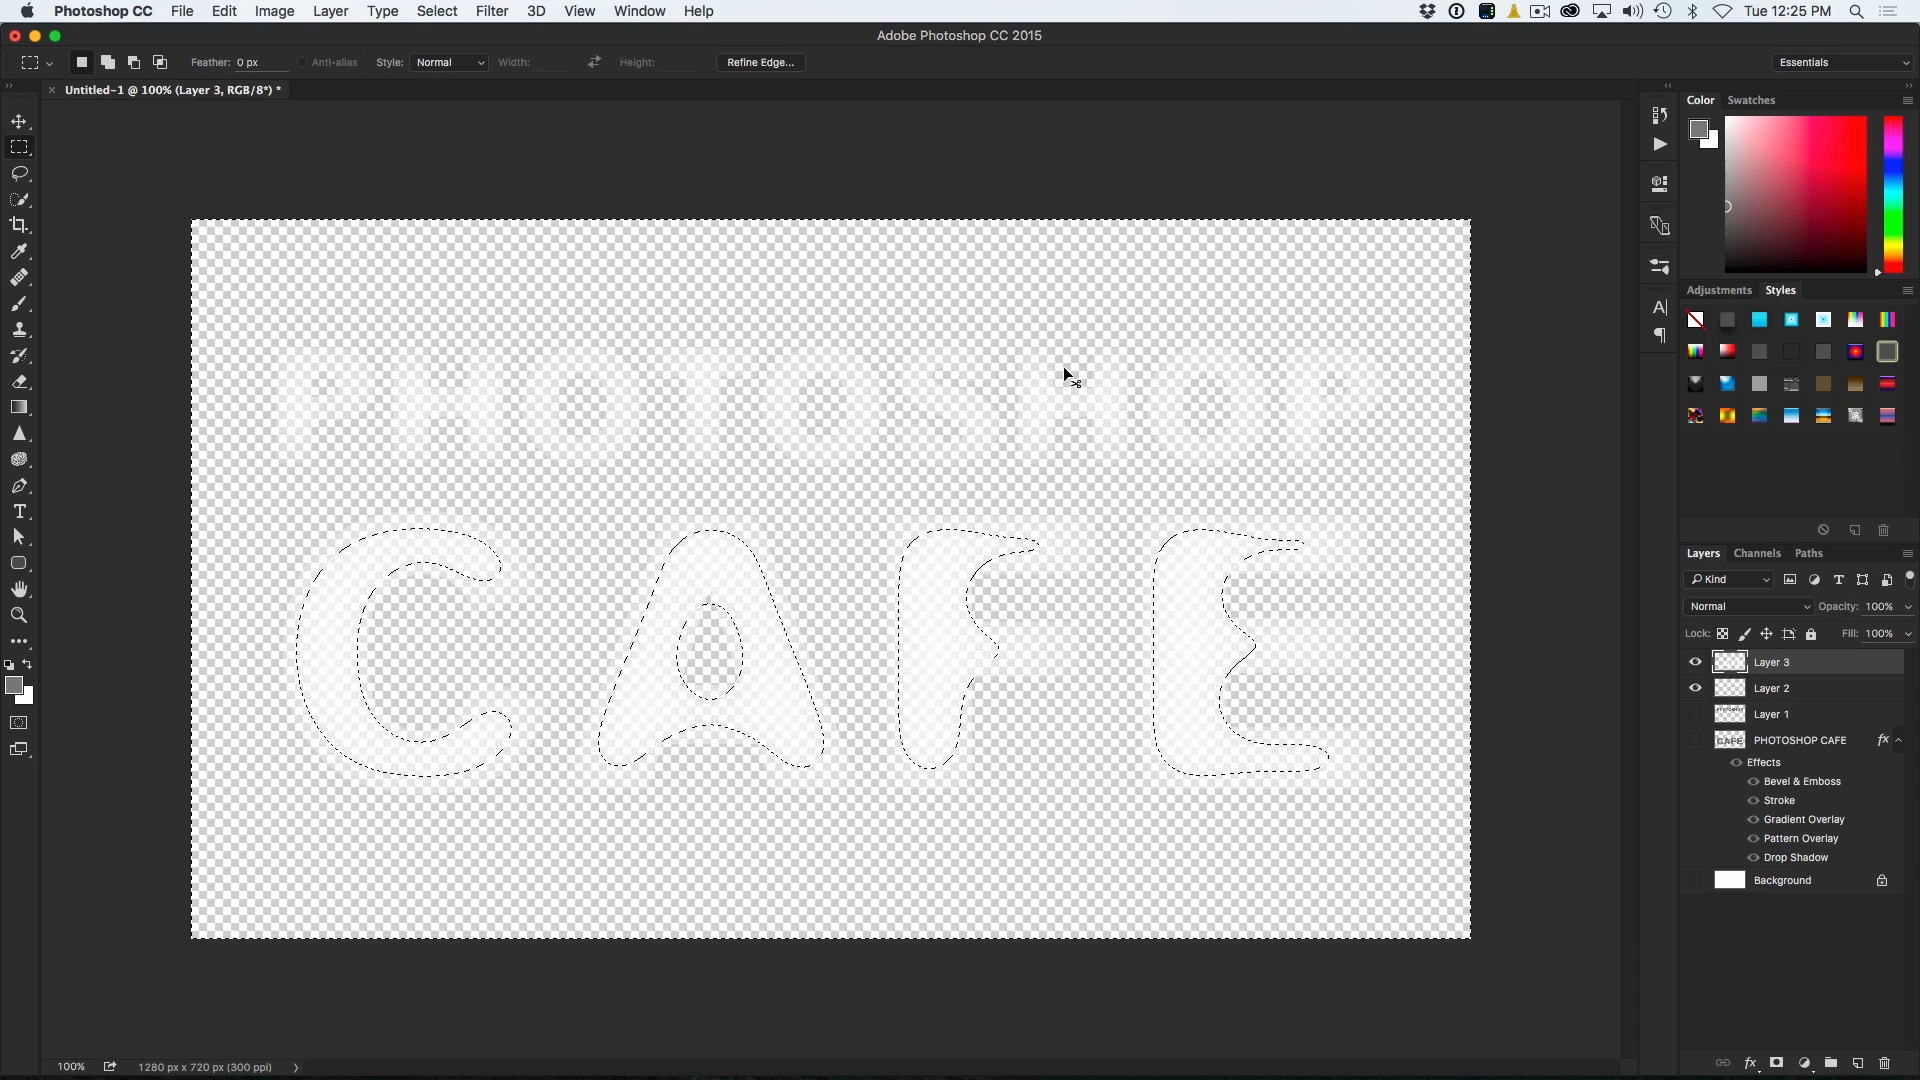 Photoshop CC File Edit Image Layer Type Select Filter 3D View Window Help Tue 12:25 PM
Adobe Photoshop CC 2015
Feather: 0 px Anti-alias Style: Normal Width: Height: Refine Edge... Essentials
Untitled-1 @ 100% (Layer 3, RGB/8*) *
Color Swatches
Adjustments Styles
CAFE
Layers Channels Paths
Kind
Normal Opacity: 100%
Lock: Fill: 100%
Layer 3
Layer 2
Layer 1
PHOTOSHOP CAFE fx
Effects
Bevel & Emboss
Stroke
Gradient Overlay
Pattern Overlay
Drop Shadow
Background
100% 1280 px x 720 px (300 ppi)